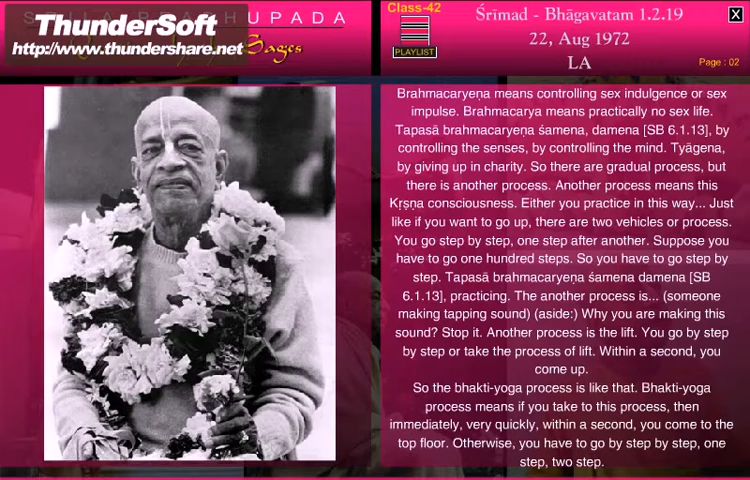 ThunderSoft
http://www.thundershare.net
Sages
Class-42
PLAYLIST
Śrīmad - Bhāgavatam 1.2.19
22, Aug 1972
LA
X
Page : 02
Brahmacaryeṇa means controlling sex indulgence or sex
impulse. Brahmacarya means practically no sex life.
Tapasā brahmacaryeṇa śamena, damena [SB 6.1.13], by
controlling the senses, by controlling the mind. Tyāgena,
by giving up in charity. So there are gradual process, but
there is another process. Another process means this
Kṛṣṇa consciousness. Either you practice in this way... Just
like if you want to go up, there are two vehicles or process.
You go step by step, one step after another. Suppose you
have to go one hundred steps. So you have to go step by
step. Tapasā brahmacaryeṇa śamena damena [SB
6.1.13], practicing. The another process is... (someone
making tapping sound) (aside:) Why you are making this
sound? Stop it. Another process is the lift. You go by step
by step or take the process of lift. Within a second, you
come up.
So the bhakti-yoga process is like that. Bhakti-yoga
process means if you take to this process, then
immediately, very quickly, within a second, you come to the
top floor. Otherwise, you have to go by step by step, one
step, two step.